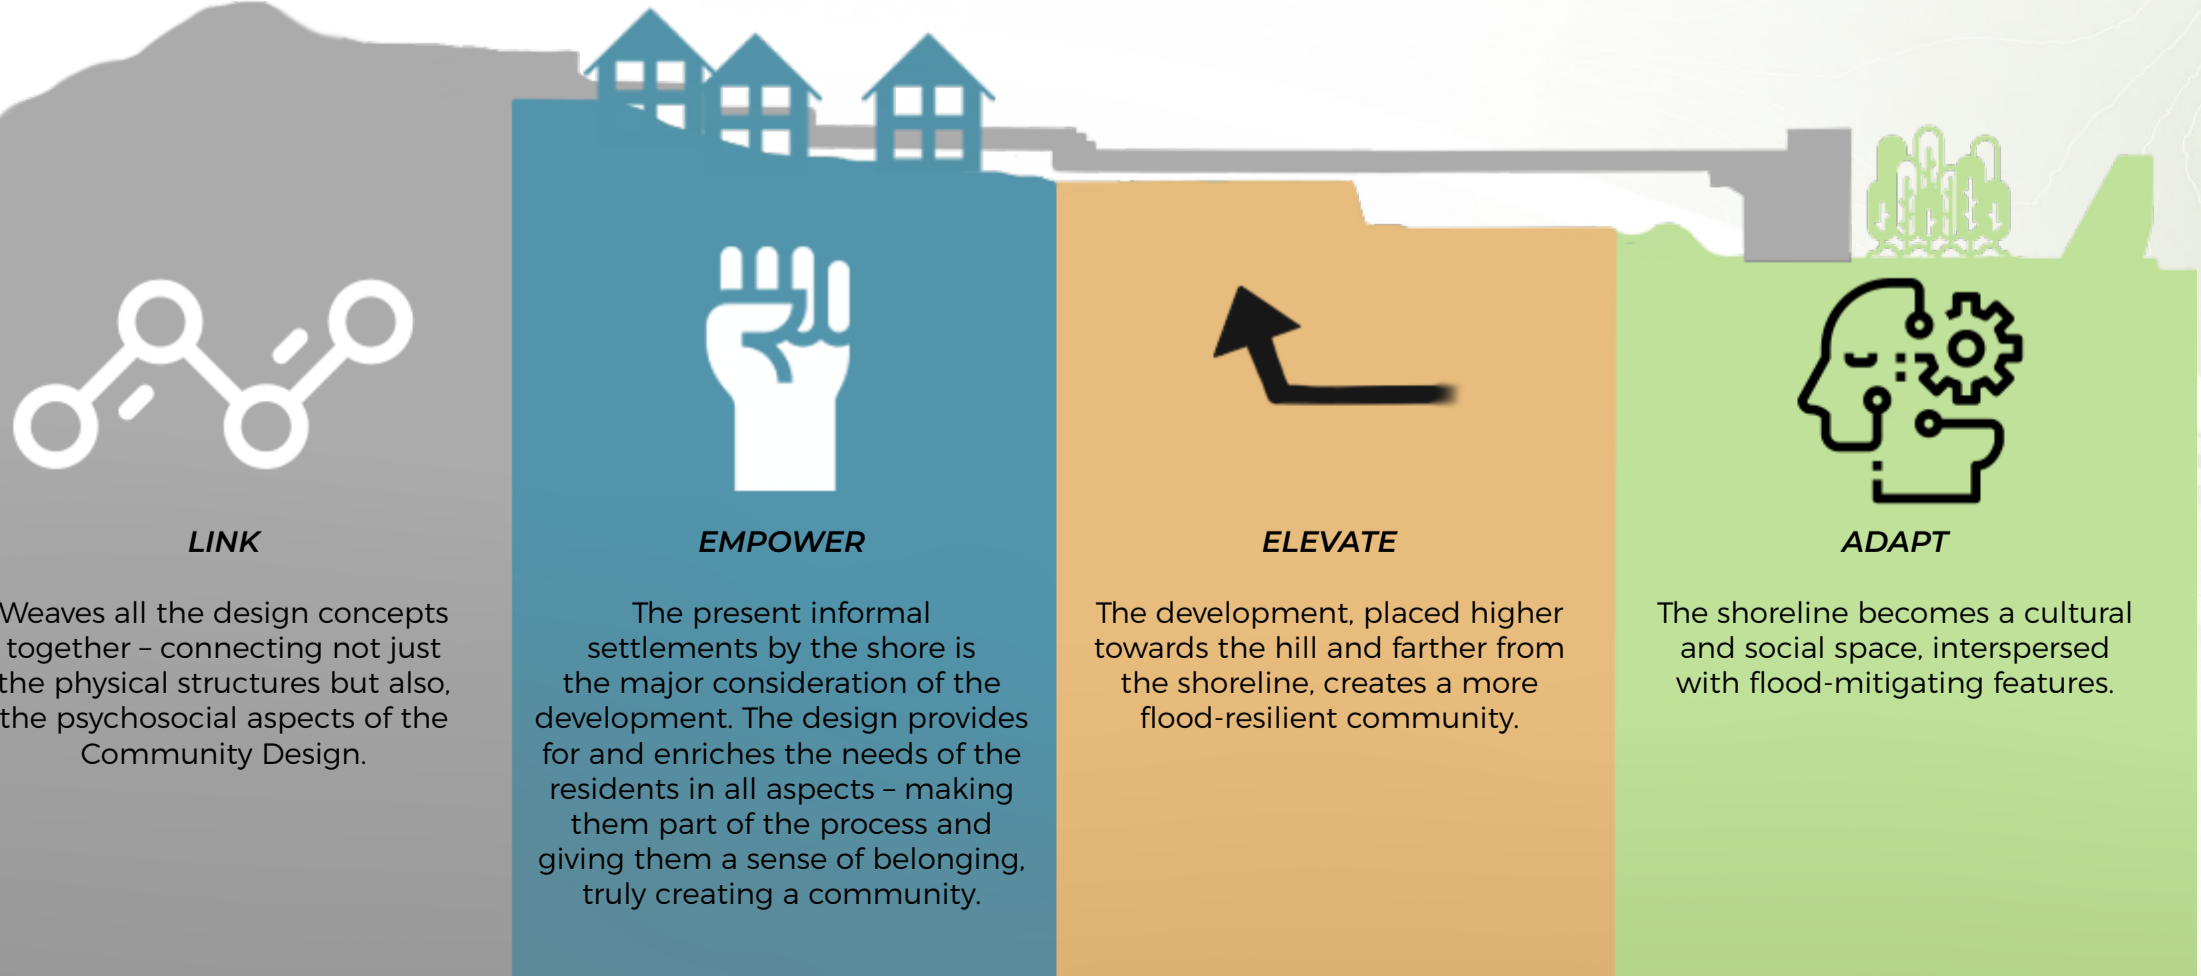 LINK
Weaves all the design concepts
together – connecting not just
the physical structures but also,
the psychosocial aspects of the
Community Design.
EMPOWER
The present informal
settlements by the shore is
the major consideration of the
development. The design provides
for and enriches the needs of the
residents in all aspects – making
them part of the process and
giving them a sense of belonging,
truly creating a community.
ELEVATE
The development, placed higher
towards the hill and farther from
the shoreline, creates a more
flood-resilient community.
ADAPT
The shoreline becomes a cultural
and social space, interspersed
with flood-mitigating features.